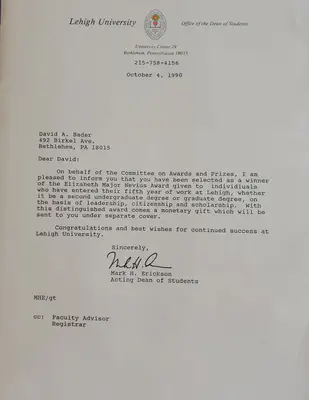 Lehigh University
Office of the Dean of Students
University Center 29
Bethlehem, Pennsylvania 18015
215-758-4156
October 4, 1990
David A. Bader
492 Birkel Ave.
Bethlehem, PA 18015
Dear David:
On behalf of the Committee on Awards and Prizes, I am
pleased to inform you that you have been selected as a winner
of the Elizabeth Major Nevius Award given to individuals
who have entered their fifth year of work at Lehigh, whether
it be a second undergraduate degree or graduate degree, on
the basis of leadership, citizenship and scholarship. With
this distinguished award comes a monetary gift which will be
sent to you under separate cover.
Congratulations and best wishes for continued success at
Lehigh University.
Sincerely,
Mark H. Erickson
Acting Dean of Students
MHE/gt
cc: Faculty Advisor
Registrar